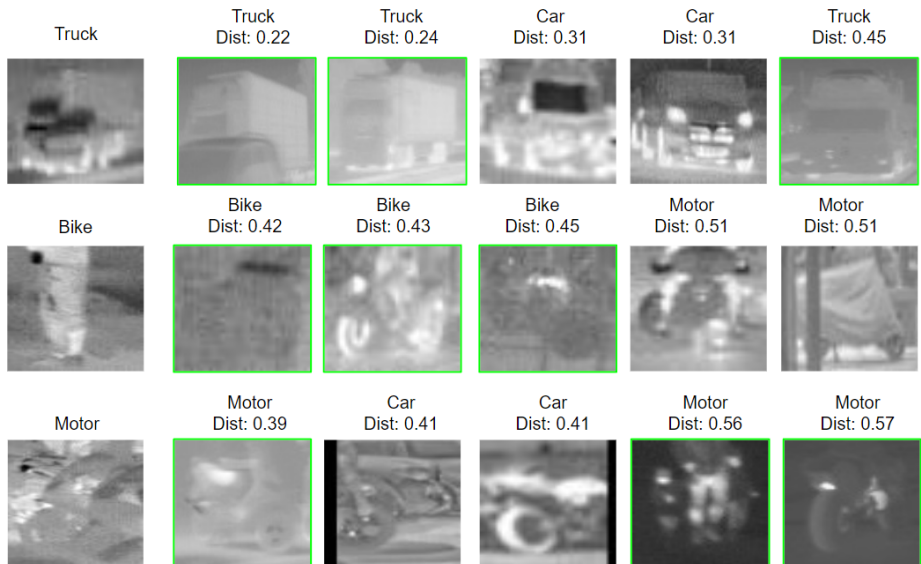 Truck
Truck
Dist: 0.22
Truck
Dist: 0.24
Car
Dist: 0.31
Car
Dist: 0.31
Truck
Dist: 0.45
Bike
Bike
Dist: 0.42
Bike
Dist: 0.43
Bike
Dist: 0.45
Motor
Dist: 0.51
Motor
Dist: 0.51
Motor
Motor
Dist: 0.39
Car
Dist: 0.41
Car
Dist: 0.41
Motor
Dist: 0.56
Motor
Dist: 0.57